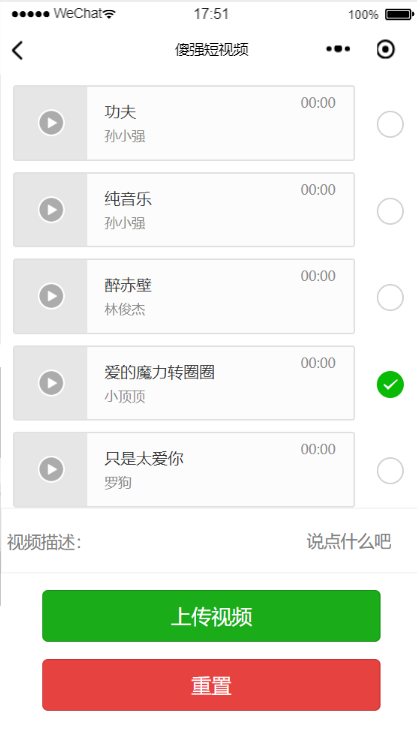 WeChat 17:51 100%
傻强短视频
功夫 00:00
孙小强
纯音乐 00:00
孙小强
醉赤壁 00:00
林俊杰
爱的魔力转圈圈 00:00
小顶顶
只是太爱你 00:00
罗狗
视频描述: 说点什么吧
上传视频
重置